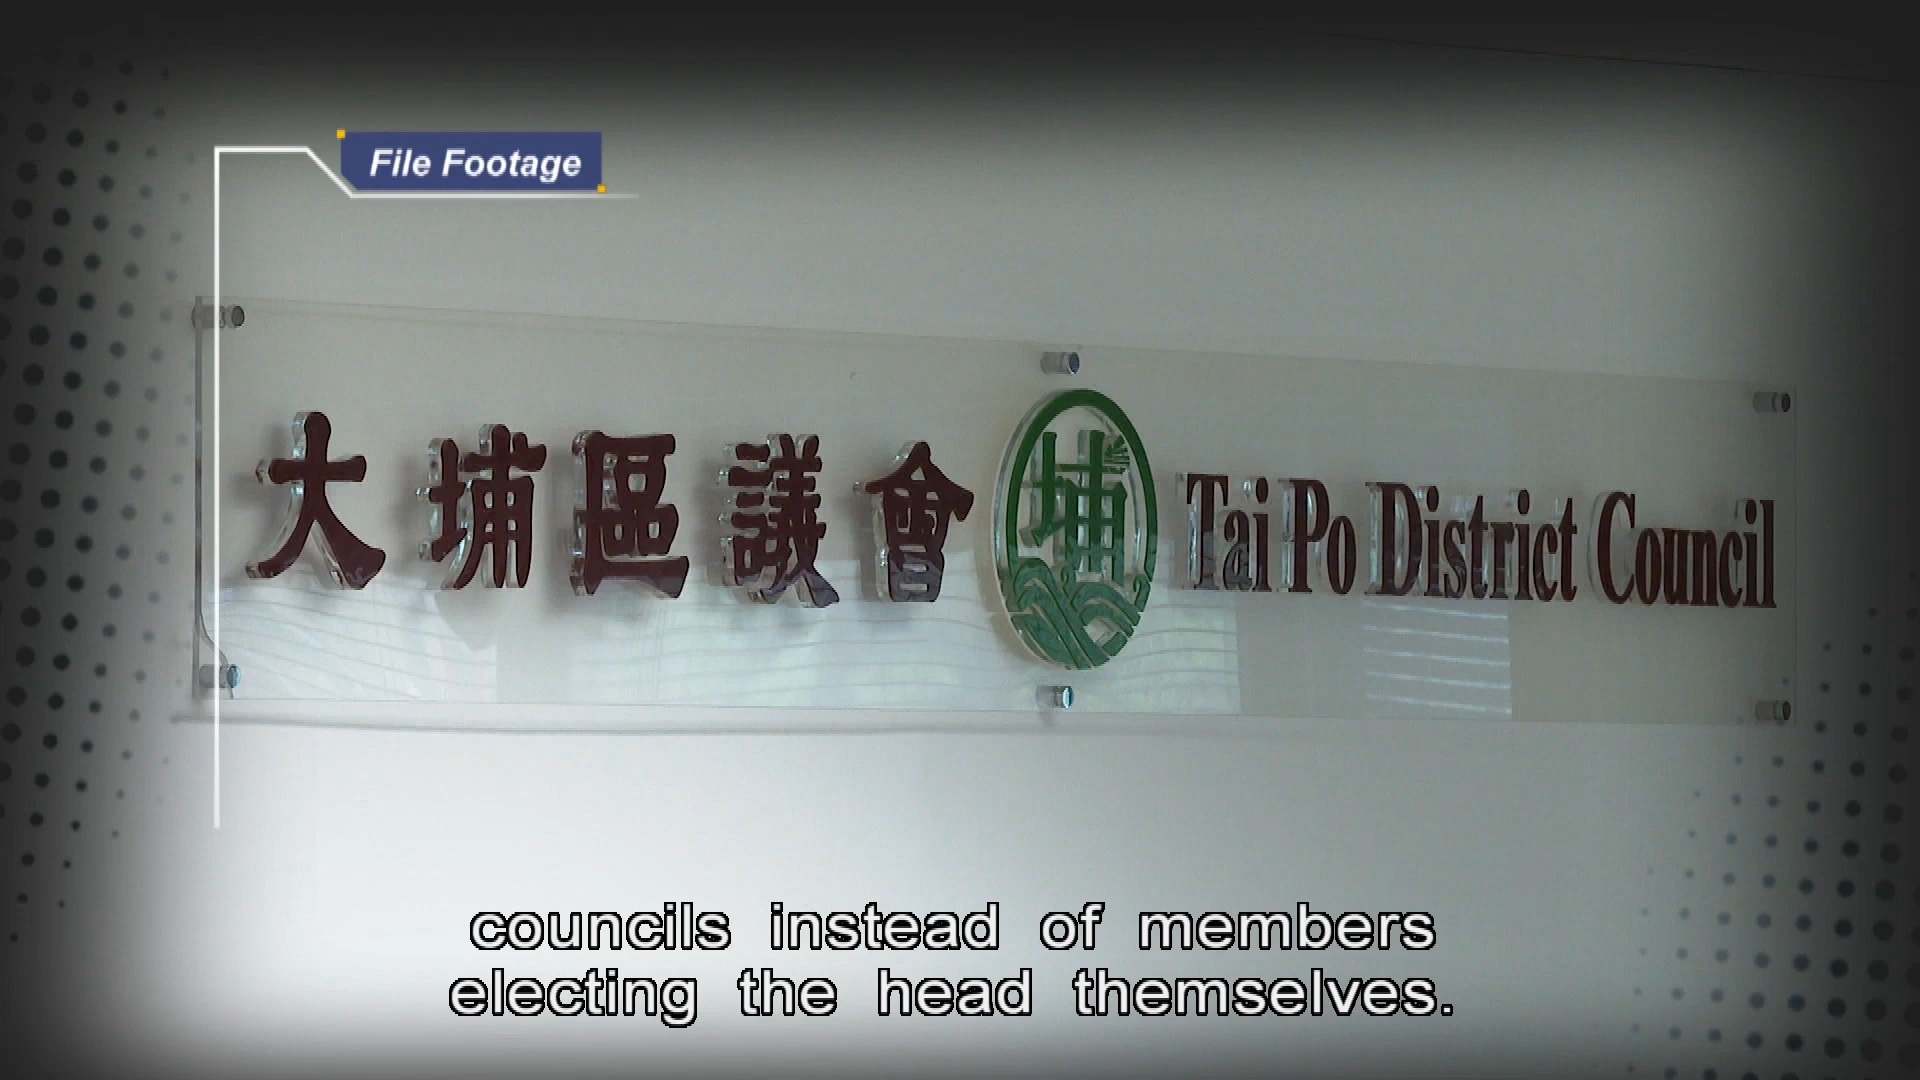 File Footage
大埔區議會 埔 Tai Po District Council
councils instead of members
electing the head themselves.